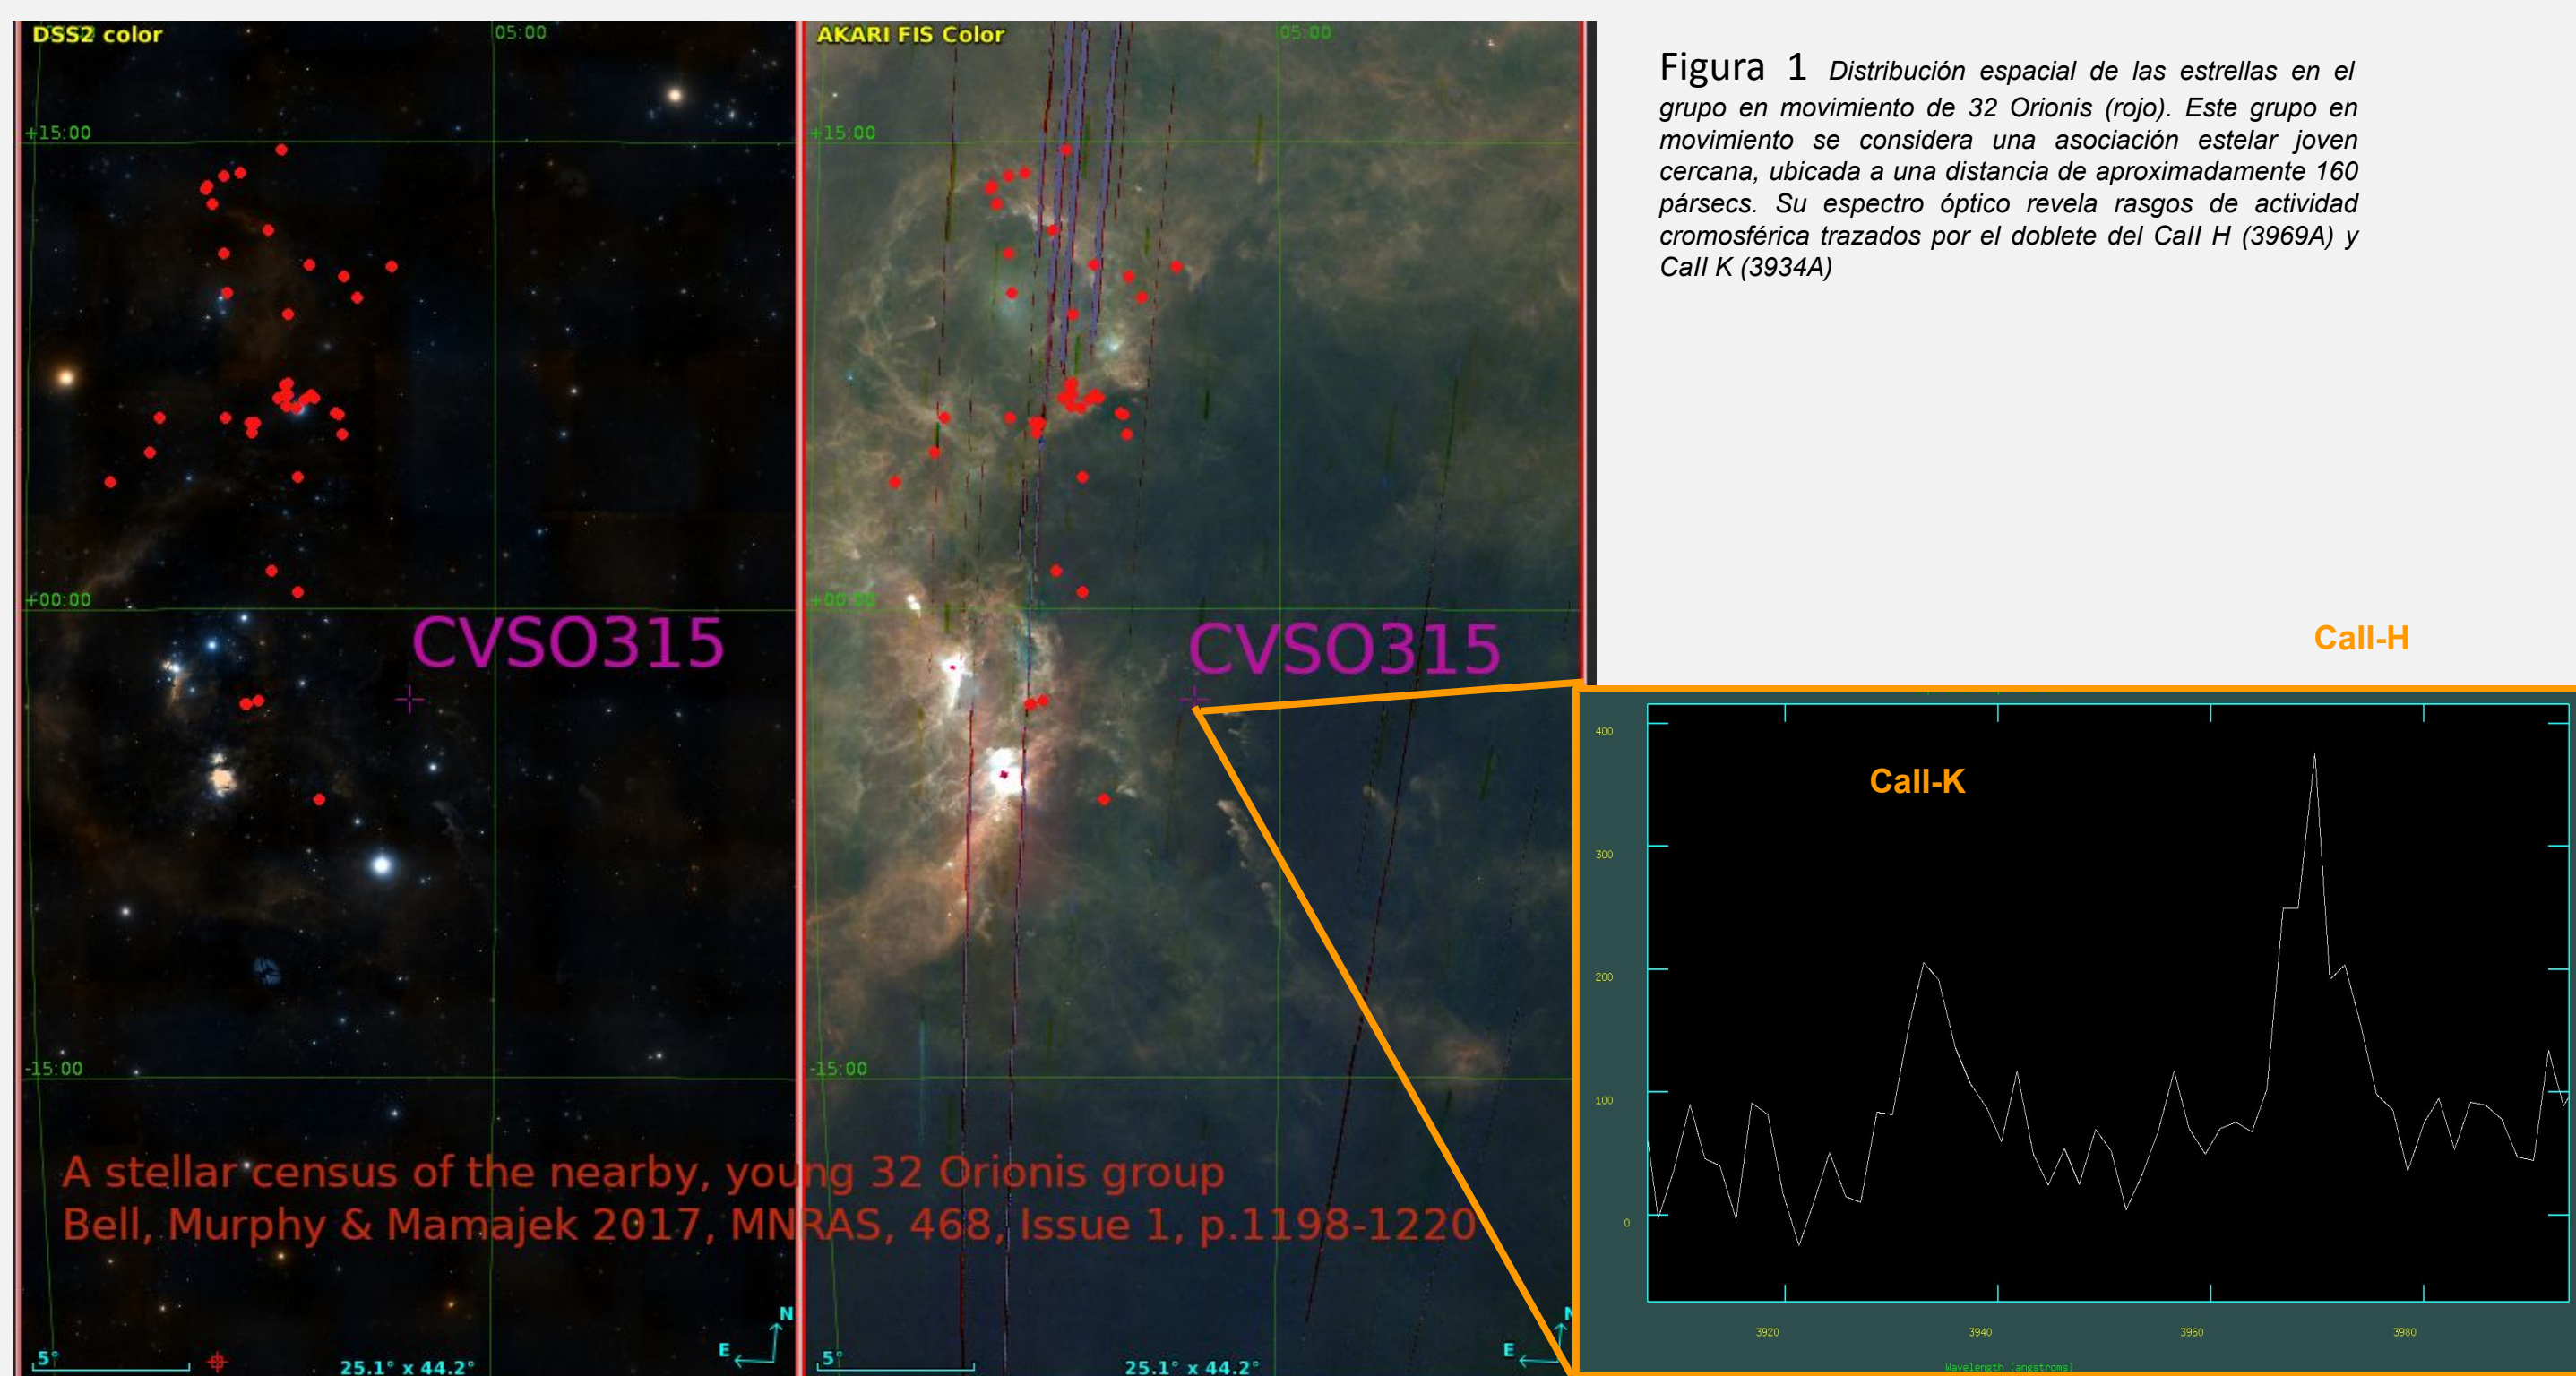 DSS2 color
05:00
+15:00
+00:00
CVSO315
-15:00
5°
25.1° x 44.2°
N
E
AKARI FIS Color
05:00
+15:00
+00:00
CVSO315
-15:00
5°
25.1° x 44.2°
N
E
A stellar census of the nearby, young 32 Orionis group
Bell, Murphy & Mamajek 2017, MNRAS, 468, Issue 1, p.1198-1220
Figura 1 Distribución espacial de las estrellas en el
grupo en movimiento de 32 Orionis (rojo). Este grupo en
movimiento se considera una asociación estelar joven
cercana, ubicada a una distancia de aproximadamente 160
pársecs. Su espectro óptico revela rasgos de actividad
cromosférica trazados por el doblete del CaII H (3969A) y
CaII K (3934A)
CaII-H
CaII-K
400
300
200
100
0
3920
3940
3960
3980
Wavelength (angstroms)